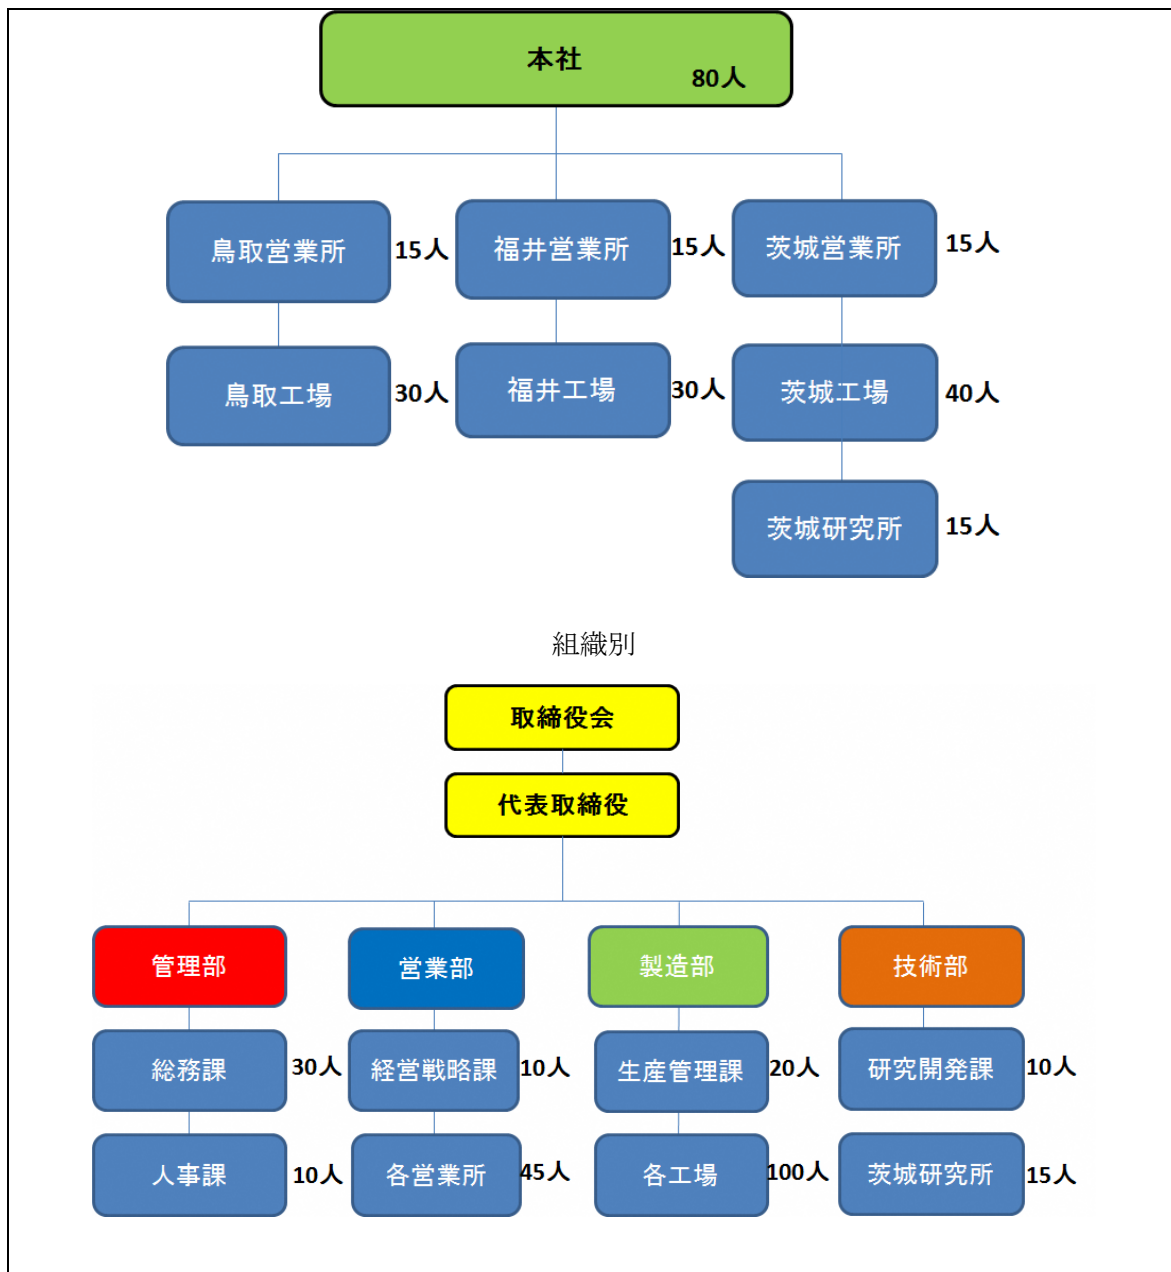 本社
80人
鳥取営業所 15人 福井営業所 15人 茨城営業所 15人
鳥取工場 30人 福井工場 30人 茨城工場 40人
茨城研究所 15人
組織別
取締役会
代表取締役
管理部 営業部 製造部 技術部
総務課 30人 経営戦略課 10人 生産管理課 20人 研究開発課 10人
人事課 10人 各営業所 45人 各工場 100人 茨城研究所 15人